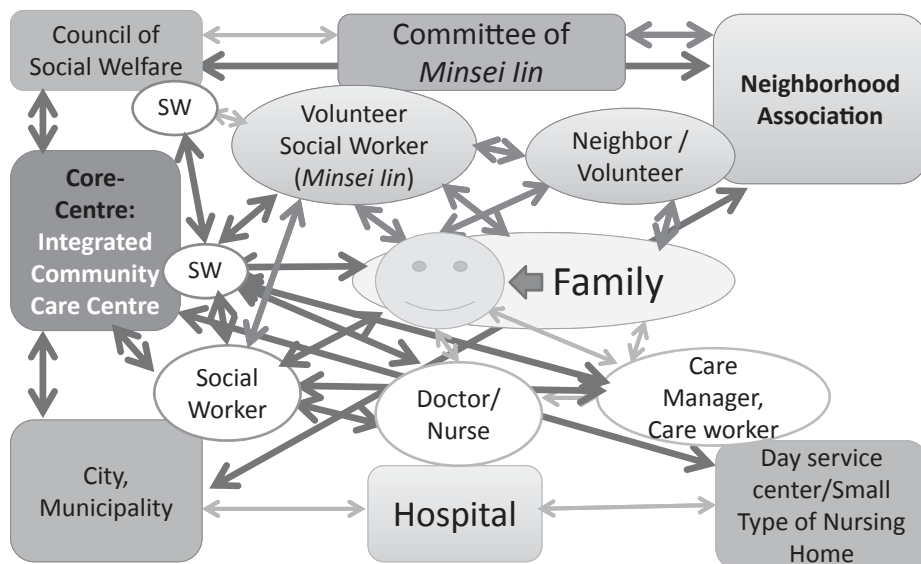 Council of
Social Welfare
Committee of
Minsei Iin
Neighborhood
Association
SW
Volunteer
Social Worker
(Minsei Iin)
Neighbor /
Volunteer
Core-
Centre:
Integrated
Community
Care Centre
SW
Family
Social
Worker
Doctor/
Nurse
Care
Manager,
Care worker
City,
Municipality
Hospital
Day service
center/Small
Type of Nursing
Home